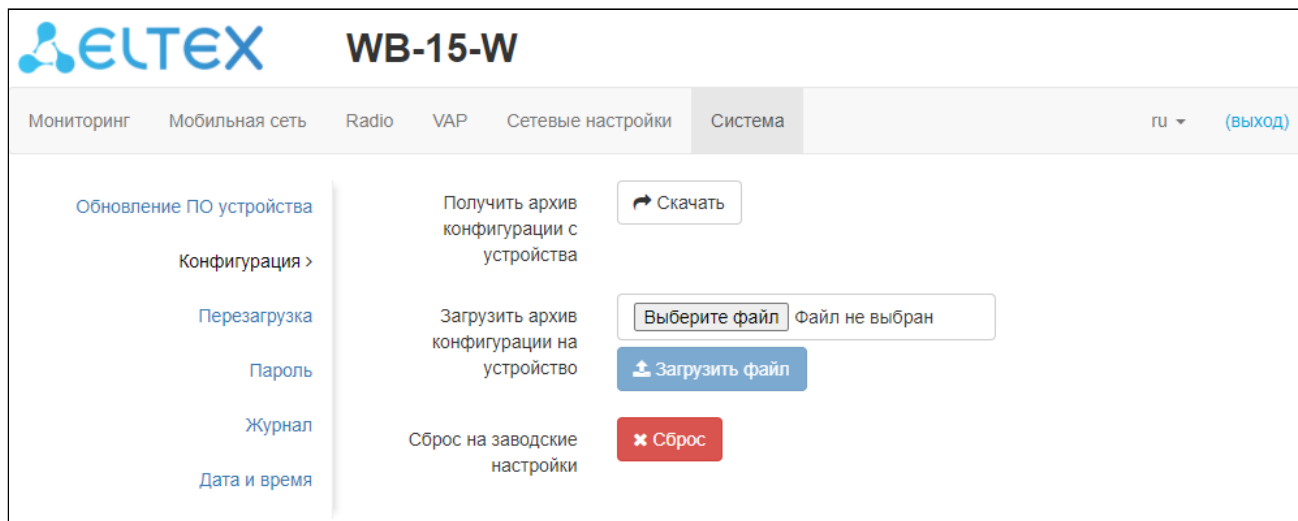 ELTEX WB-15-W
Мониторинг Мобильная сеть Radio VAP Сетевые настройки Система ru (выход)
Обновление ПО устройства
Конфигурация >
Перезагрузка
Пароль
Журнал
Дата и время
Получить архив
конфигурации с
устройства
Скачать
Загрузить архив
конфигурации на
устройство
Выберите файл Файл не выбран
Загрузить файл
Сброс на заводские
настройки
Сброс